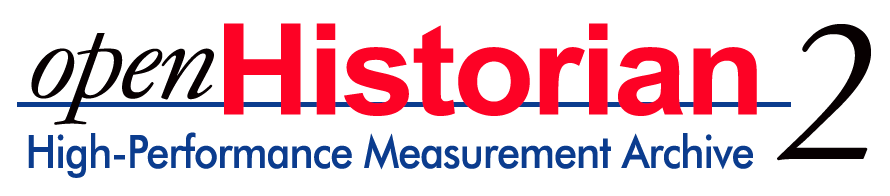 openHistorian 2
High-Performance Measurement Archive